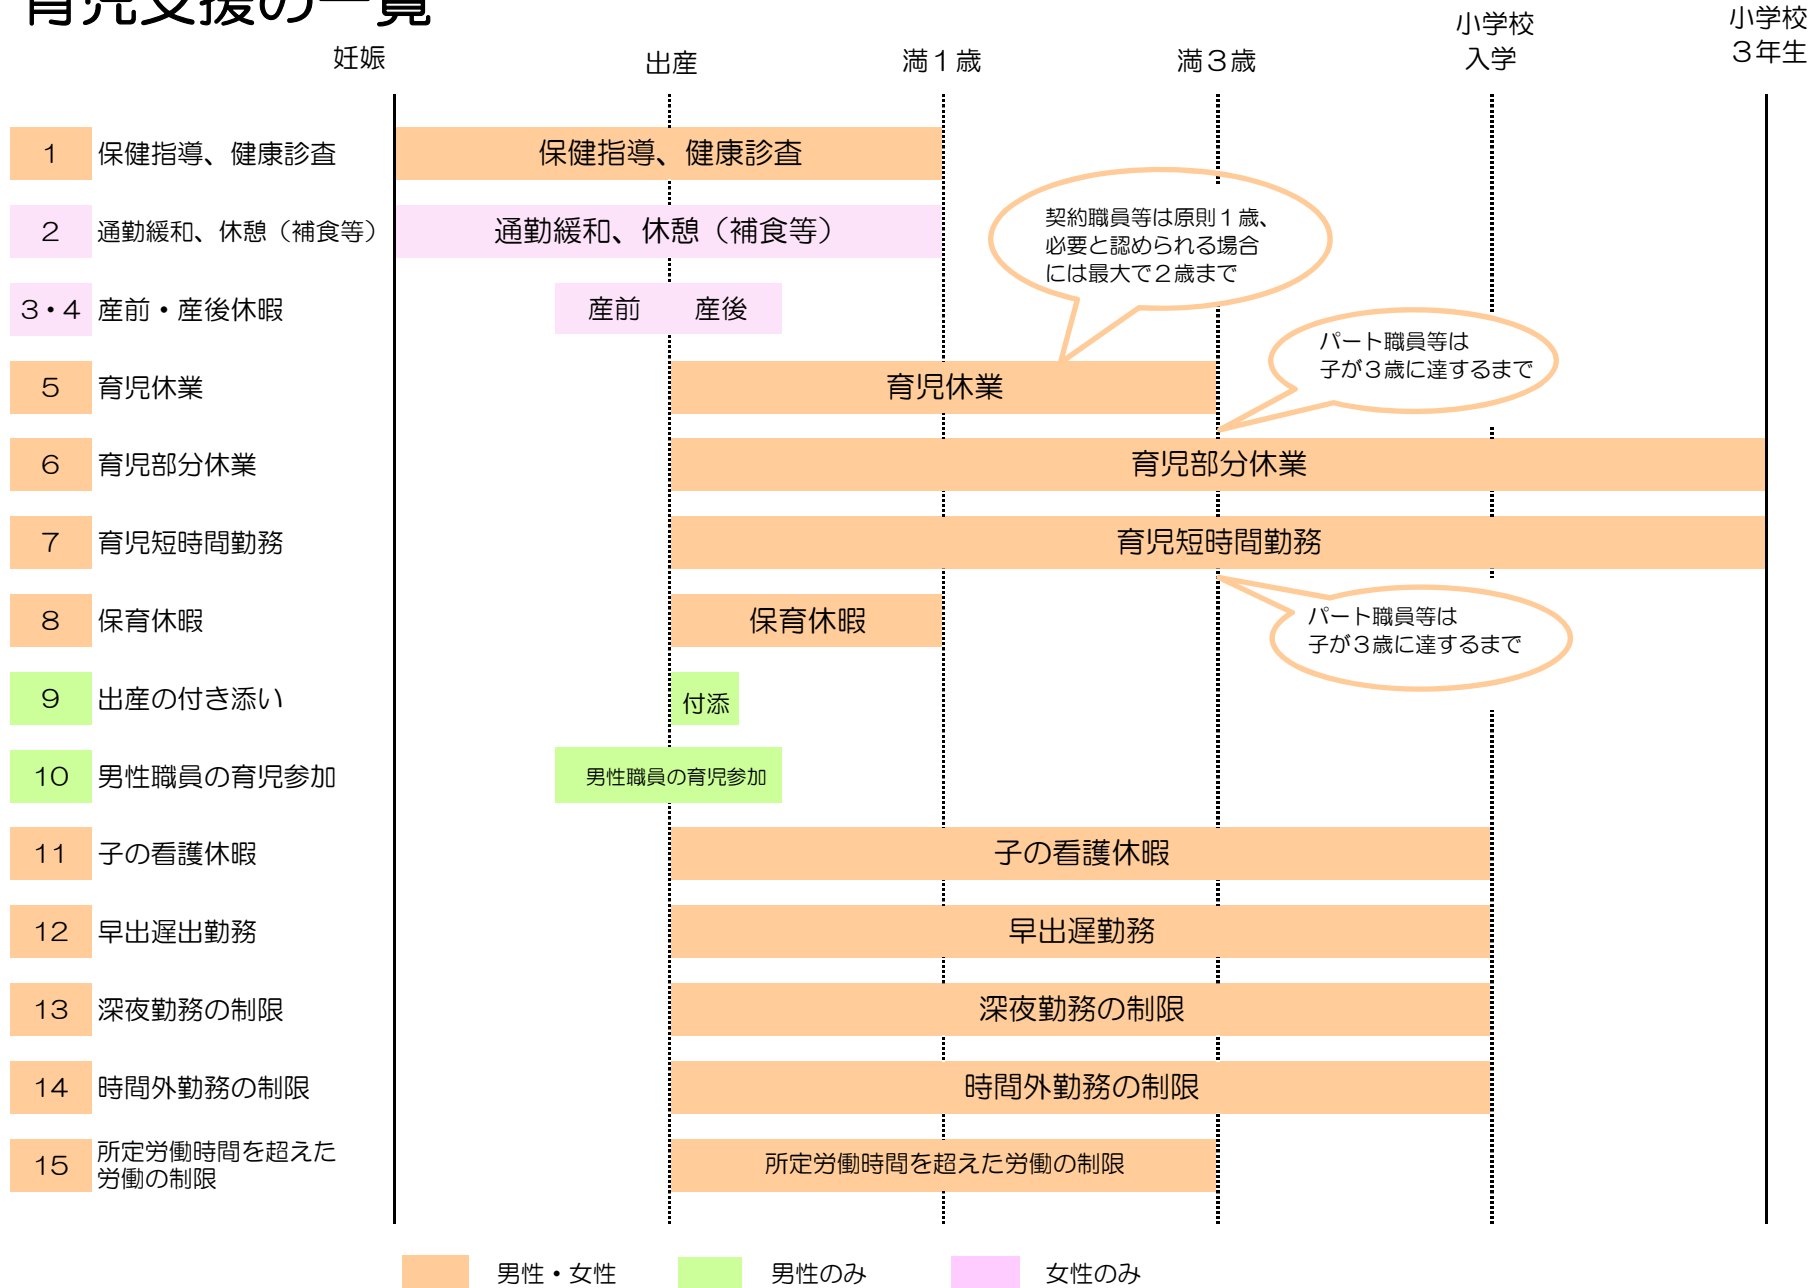 育児支援の一覧
妊娠
出産
満１歳
満３歳
小学校
入学
小学校
３年生
1 保健指導、健康診査
保健指導、健康診査
2 通勤緩和、休憩（補食等）
通勤緩和、休憩（補食等）
3・4 産前・産後休暇
産前 産後
契約職員等は原則１歳、
必要と認められる場合
には最大で２歳まで
5 育児休業
育児休業
パート職員等は
子が３歳に達するまで
6 育児部分休業
育児部分休業
7 育児短時間勤務
育児短時間勤務
8 保育休暇
保育休暇
パート職員等は
子が３歳に達するまで
9 出産の付き添い
付添
10 男性職員の育児参加
男性職員の育児参加
11 子の看護休暇
子の看護休暇
12 早出遅出勤務
早出遅勤務
13 深夜勤務の制限
深夜勤務の制限
14 時間外勤務の制限
時間外勤務の制限
15 所定労働時間を超えた
労働の制限
所定労働時間を超えた労働の制限
男性・女性
男性のみ
女性のみ